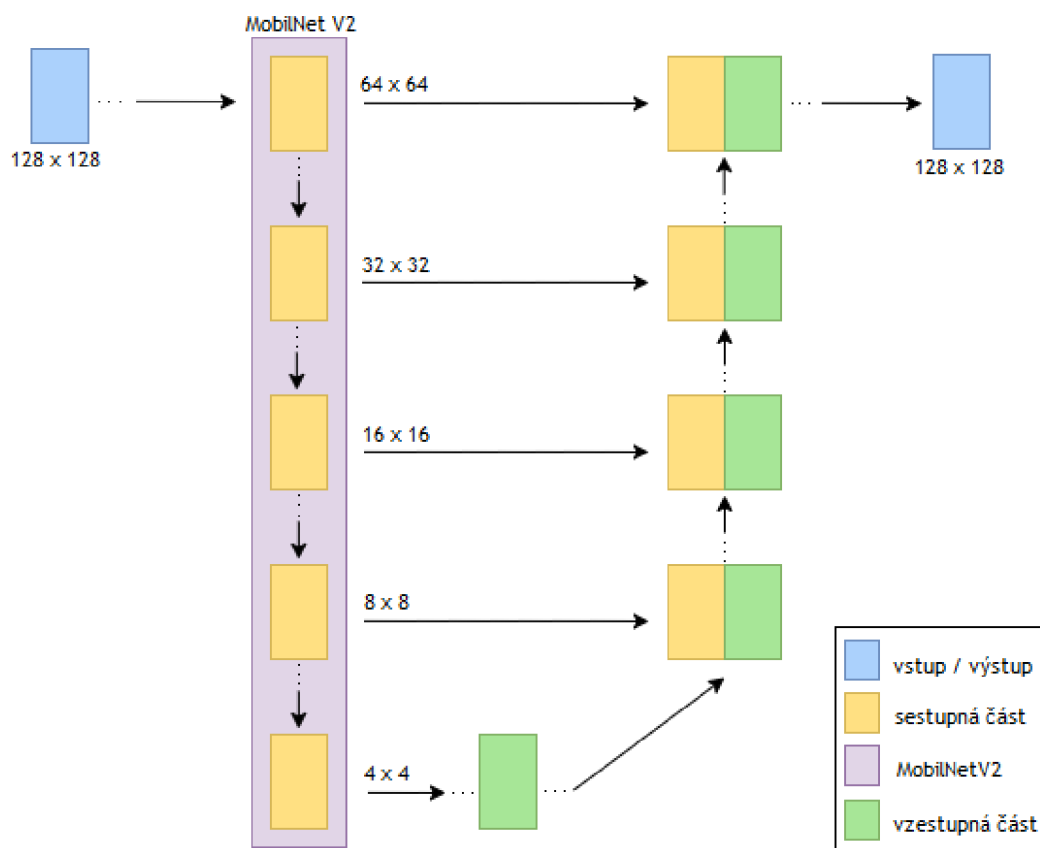 MobilNet V2
64 x 64
128 x 128
128 x 128
32 x 32
16 x 16
8 x 8
4 x 4
vstup / výstup
sestupná část
MobilNetV2
vzestupná část